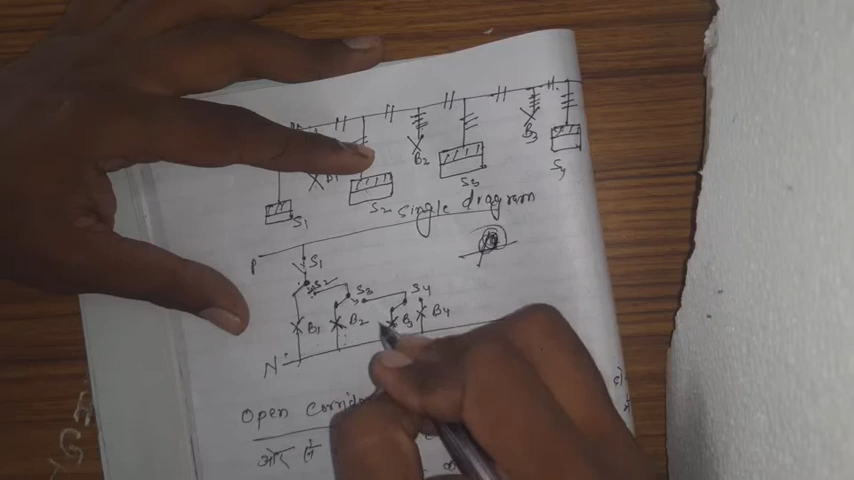 B1 B2 B3
S1 S2 S3 S4
single diagram
P S1
S2 S3 S4
B1 B2 B3 B4
N
Open corrid
और